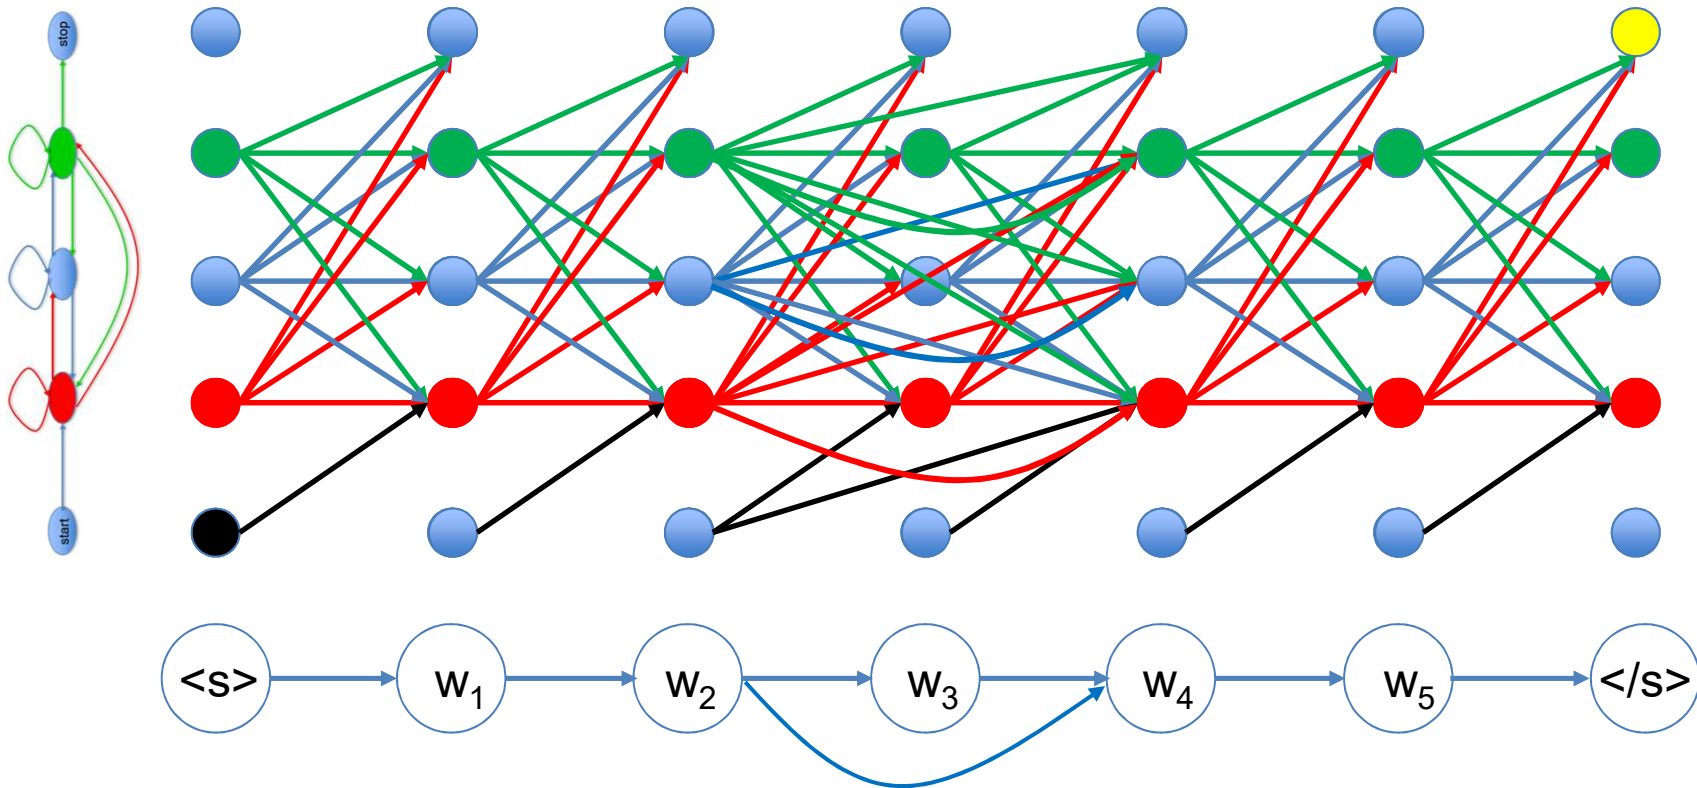 stop
start
<s> w₁ w₂ w₃ w₄ w₅ </s>